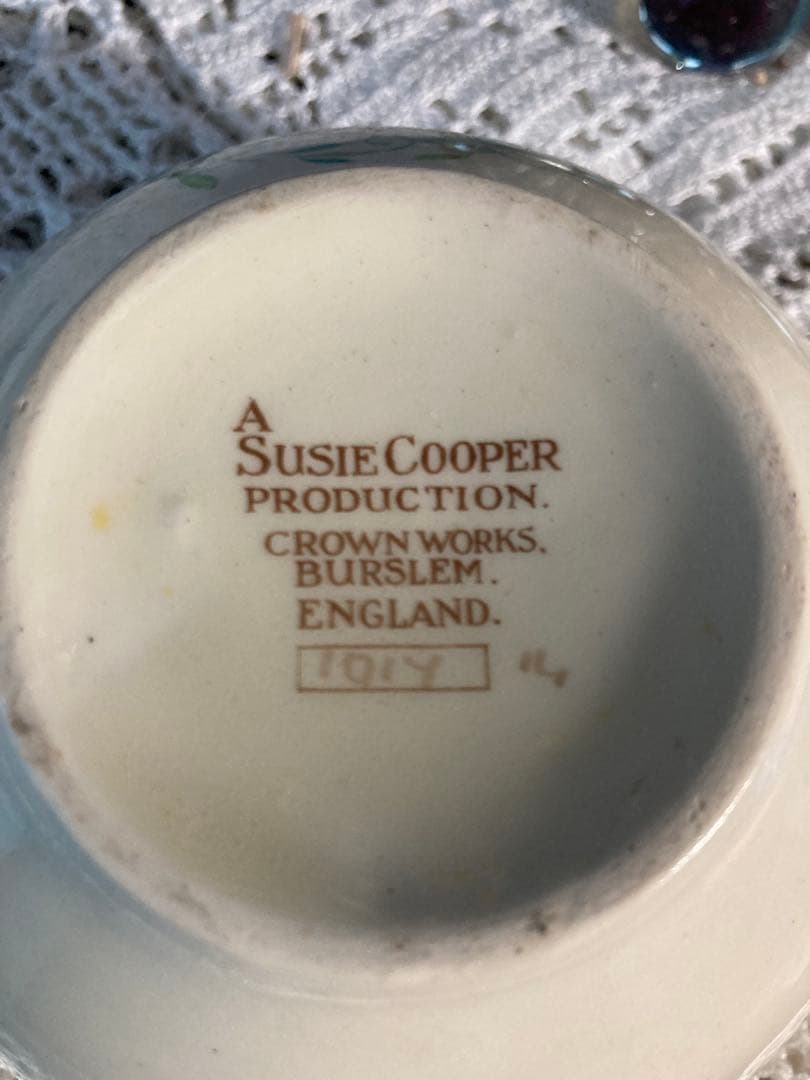 A
SUSIE COOPER
PRODUCTION.
CROWN WORKS.
BURSLEM.
ENGLAND.
1014